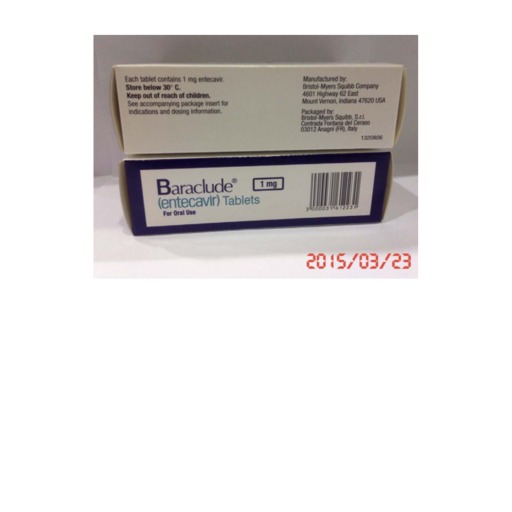 Each tablet contains 1 mg entecavir.
Store below 30° C.
Keep out of reach of children.
See accompanying package insert for
indications and dosing information.
Manufactured by:
Bristol-Myers Squibb Company
4601 Highway 62 East
Mount Vernon, Indiana 47620 USA
Packaged by:
Bristol-Myers Squibb, S.r.l.
Contrada Fontana del Ceraso
03012 Anagni (FR), Italy
1320806
Baraclude® 1 mg
(entecavir) Tablets
For Oral Use
2015/03/23